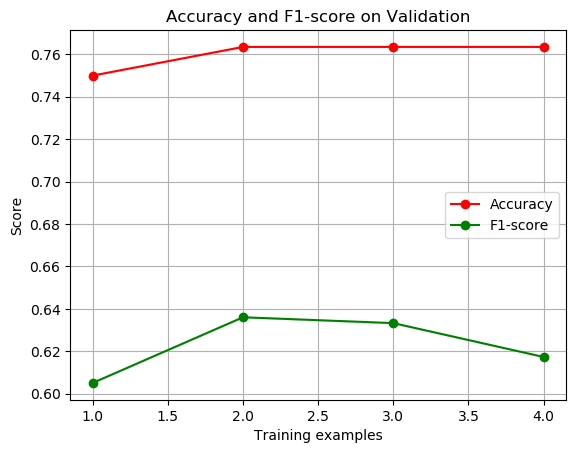 Accuracy and F1-score on Validation
0.76
0.74
0.72
0.70
0.68
0.66
0.64
0.62
0.60
Score
Accuracy
F1-score
1.0 1.5 2.0 2.5 3.0 3.5 4.0
Training examples